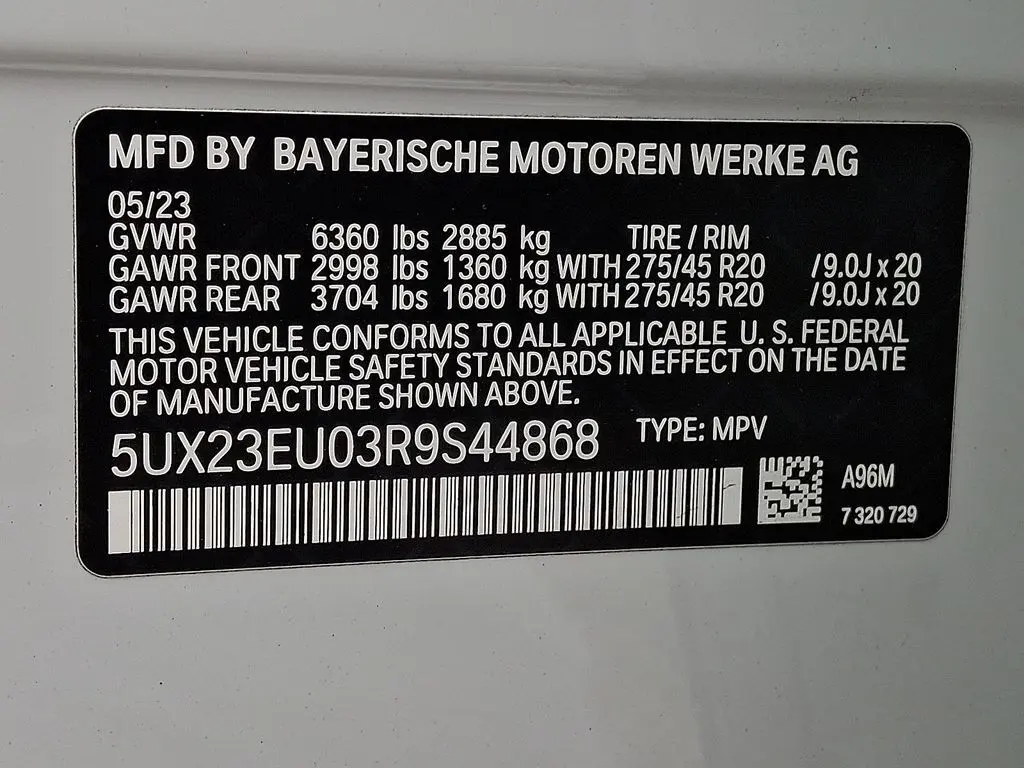 MFD BY BAYERISCHE MOTOREN WERKE AG
05/23
GVWR 6360 lbs 2885 kg TIRE / RIM
GAWR FRONT 2998 lbs 1360 kg WITH 275/45 R20 / 9.0J x 20
GAWR REAR 3704 lbs 1680 kg WITH 275/45 R20 / 9.0J x 20
THIS VEHICLE CONFORMS TO ALL APPLICABLE U. S. FEDERAL
MOTOR VEHICLE SAFETY STANDARDS IN EFFECT ON THE DATE
OF MANUFACTURE SHOWN ABOVE.
5UX23EU03R9S44868 TYPE: MPV
A96M
7 320 729